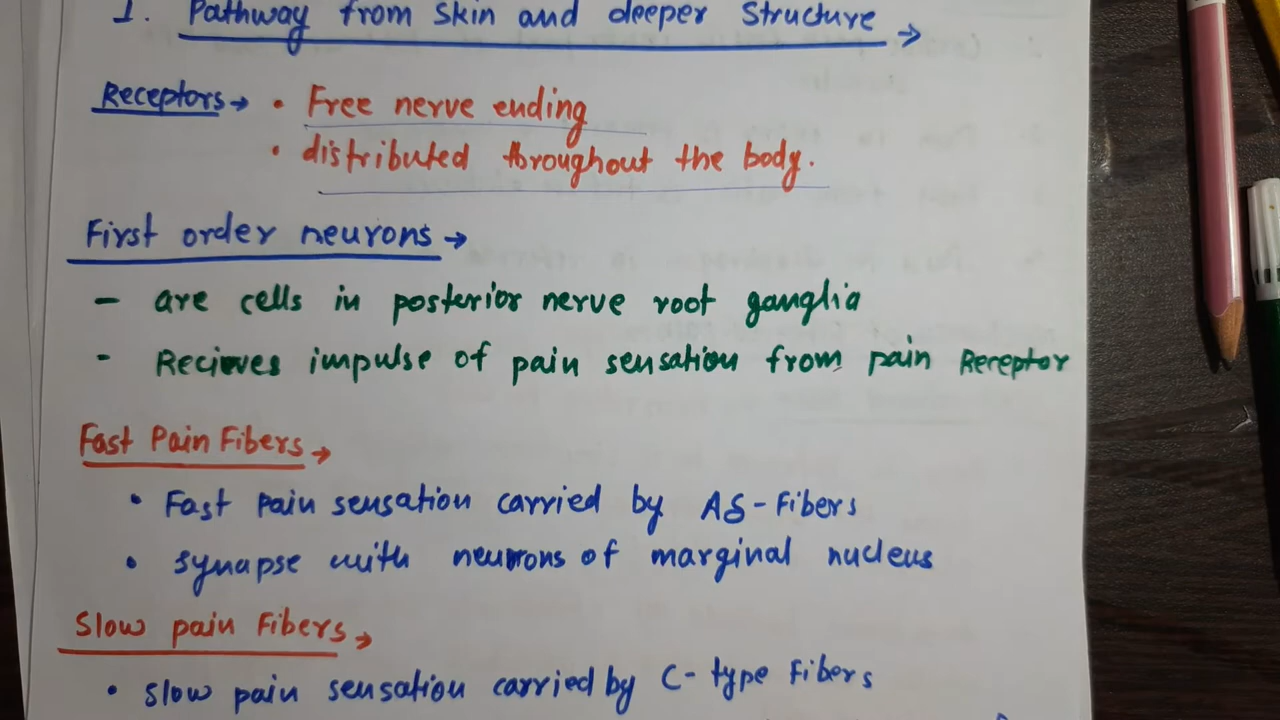 1. Pathway from Skin and deeper Structure →
Receptors → • Free nerve ending
• distributed throughout the body.
First order neurons →
- are cells in posterior nerve root ganglia
- Recieves impulse of pain sensation from pain Receptor
Fast Pain Fibers →
• Fast pain sensation carried by Aδ-Fibers
• synapse with neurons of marginal nucleus
Slow pain Fibers →
• Slow pain sensation carried by C-type Fibers